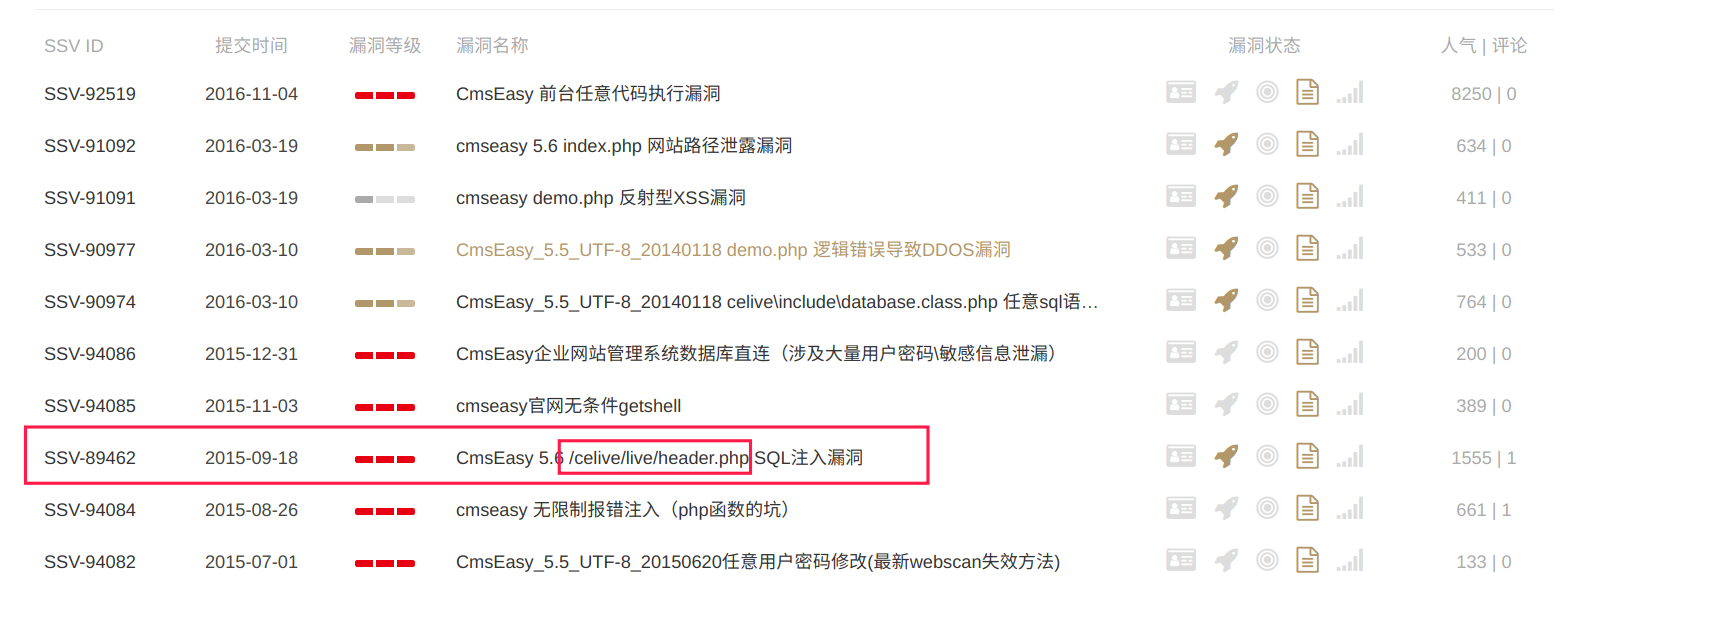 SSV ID 提交时间 漏洞等级 漏洞名称 漏洞状态 人气 | 评论
SSV-92519 2016-11-04 CmsEasy 前台任意代码执行漏洞 8250 | 0
SSV-91092 2016-03-19 cmseasy 5.6 index.php 网站路径泄露漏洞 634 | 0
SSV-91091 2016-03-19 cmseasy demo.php 反射型XSS漏洞 411 | 0
SSV-90977 2016-03-10 CmsEasy_5.5_UTF-8_20140118 demo.php 逻辑错误导致DDOS漏洞 533 | 0
SSV-90974 2016-03-10 CmsEasy_5.5_UTF-8_20140118 celive\include\database.class.php 任意sql语… 764 | 0
SSV-94086 2015-12-31 CmsEasy企业网站管理系统数据库直连（涉及大量用户密码\敏感信息泄漏） 200 | 0
SSV-94085 2015-11-03 cmseasy官网无条件getshell 389 | 0
SSV-89462 2015-09-18 CmsEasy 5.6 /celive/live/header.php SQL注入漏洞 1555 | 1
SSV-94084 2015-08-26 cmseasy 无限制报错注入（php函数的坑） 661 | 1
SSV-94082 2015-07-01 CmsEasy_5.5_UTF-8_20150620任意用户密码修改(最新webscan失效方法) 133 | 0